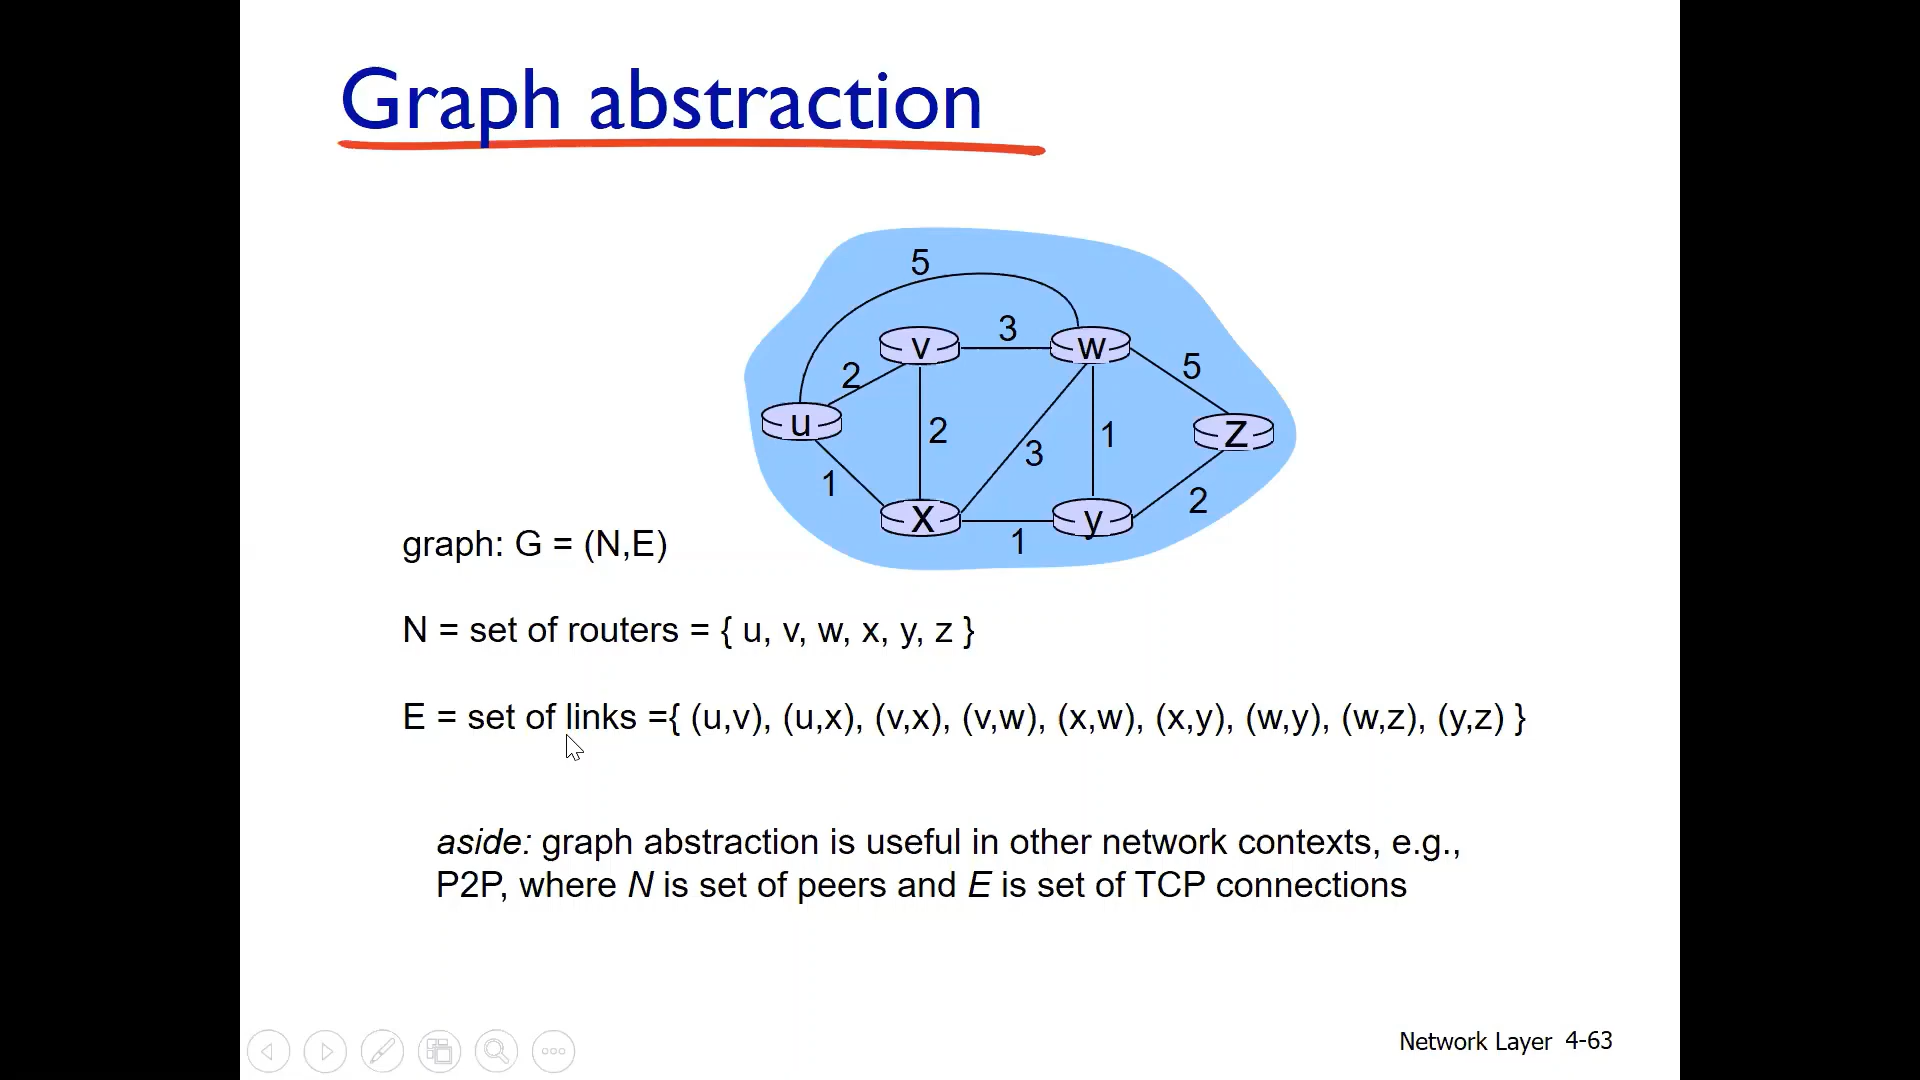 Graph abstraction
5
v
3
w
2
5
u
2
3
1
z
1
x
1
y
2
graph: G = (N,E)
N = set of routers = { u, v, w, x, y, z }
E = set of links ={ (u,v), (u,x), (v,x), (v,w), (x,w), (x,y), (w,y), (w,z), (y,z) }
aside: graph abstraction is useful in other network contexts, e.g.,
P2P, where N is set of peers and E is set of TCP connections
Network Layer 4-63